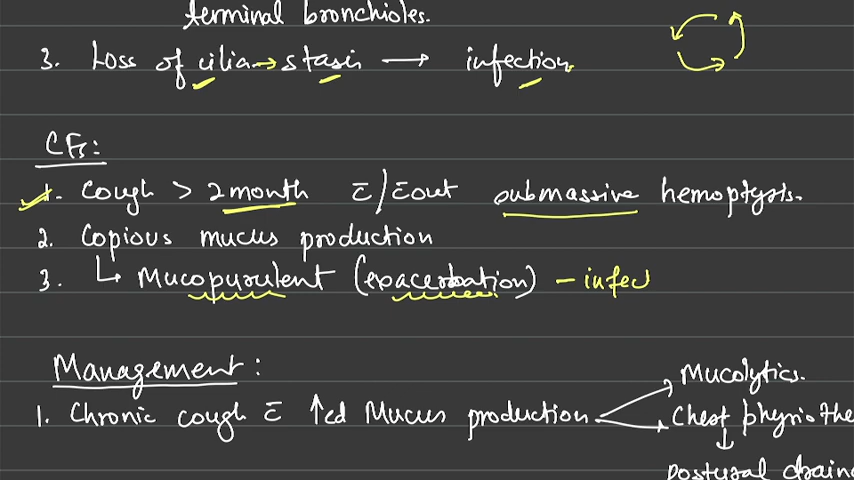 terminal bronchioles.
3. Loss of cilia → stasis → infection.
CFs:
1. Cough > 2 month c̄/c̄out submassive hemoptysis.
2. Copious mucus production
3. ↳ Mucopurulent (exacerbation) – infec
Management:
Mucolytics.
1. Chronic cough c̄ ↑ed Mucus production
Chest physiothe
↓
postural drain